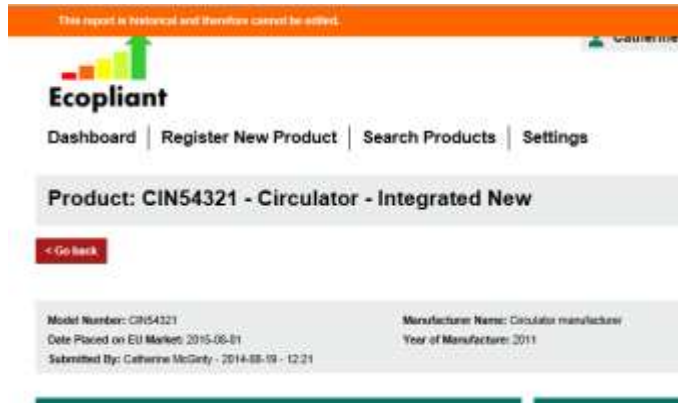 This report is historical and therefore cannot be edited.
Catherine
Ecopliant
Dashboard | Register New Product | Search Products | Settings
Product: CIN54321 - Circulator - Integrated New
< Go back
Model Number: CIN54321
Manufacturer Name: Circulator manufacturer
Date Placed on EU Market: 2015-08-01
Year of Manufacture: 2011
Submitted By: Catherine McGinty - 2014-08-19 - 12:21